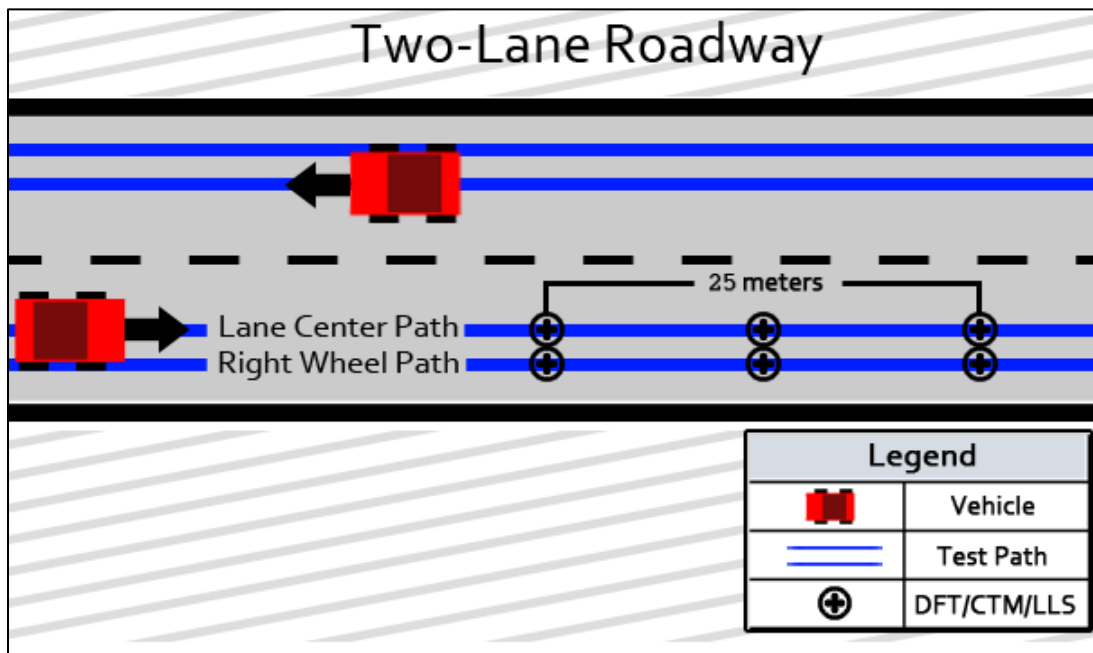 Two-Lane Roadway
25 meters
Lane Center Path
Right Wheel Path
Legend
Vehicle
Test Path
DFT/CTM/LLS